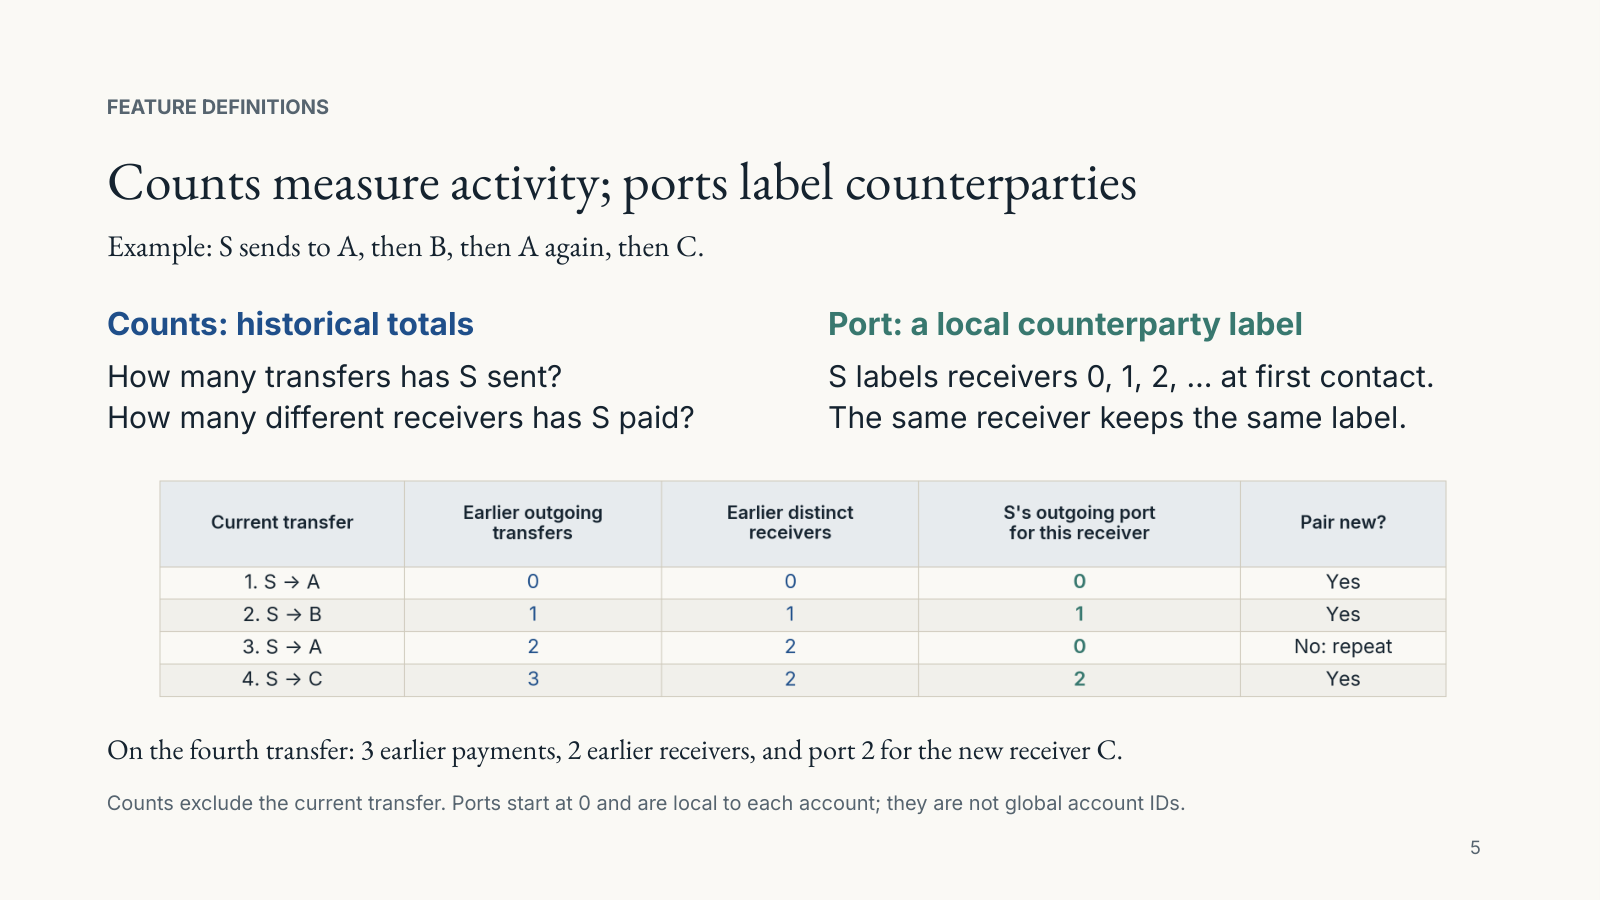 FEATURE DEFINITIONS
Counts measure activity; ports label counterparties
Example: S sends to A, then B, then A again, then C.
Counts: historical totals
How many transfers has S sent?
How many different receivers has S paid?
Port: a local counterparty label
S labels receivers 0, 1, 2, ... at first contact.
The same receiver keeps the same label.
Current transfer | Earlier outgoing transfers | Earlier distinct receivers | S's outgoing port for this receiver | Pair new?
1. S → A | 0 | 0 | 0 | Yes
2. S → B | 1 | 1 | 1 | Yes
3. S → A | 2 | 2 | 0 | No: repeat
4. S → C | 3 | 2 | 2 | Yes
On the fourth transfer: 3 earlier payments, 2 earlier receivers, and port 2 for the new receiver C.
Counts exclude the current transfer. Ports start at 0 and are local to each account; they are not global account IDs.
5